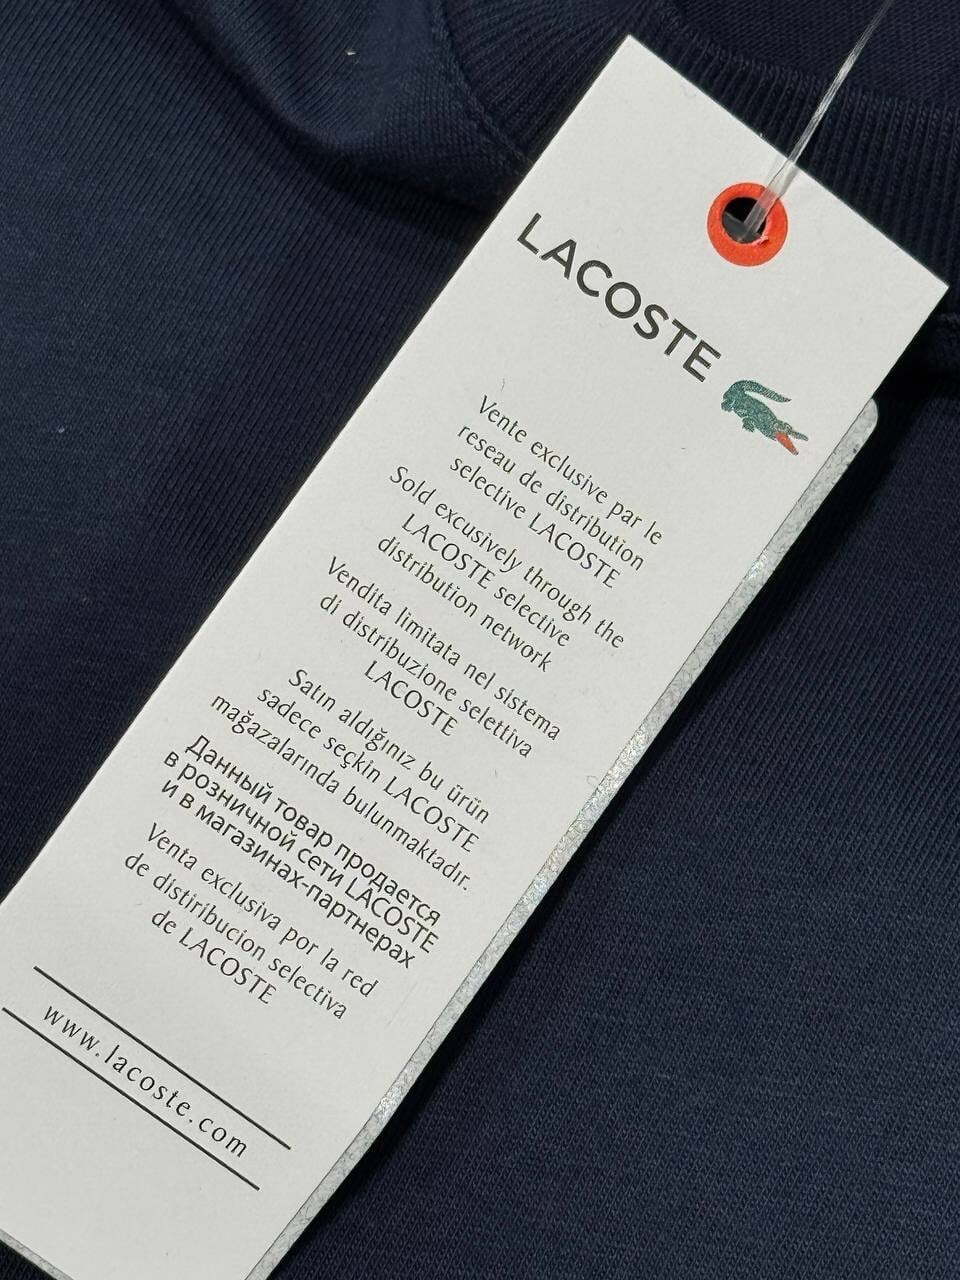 LACOSTE
Vente exclusive par le
reseau de distribution
selective LACOSTE
Sold excusively through the
LACOSTE selective
distribution network
Vendita limitata nel sistema
di distribuzione selettiva
LACOSTE
Satın aldığınız bu ürün
sadece seçkin LACOSTE
mağazalarında bulunmaktadır.
Данный товар продается
в розничной сети LACOSTE
и в магазинах-партнерах
Venta exclusiva por la red
de distiribucion selectiva
de LACOSTE
www.lacoste.com